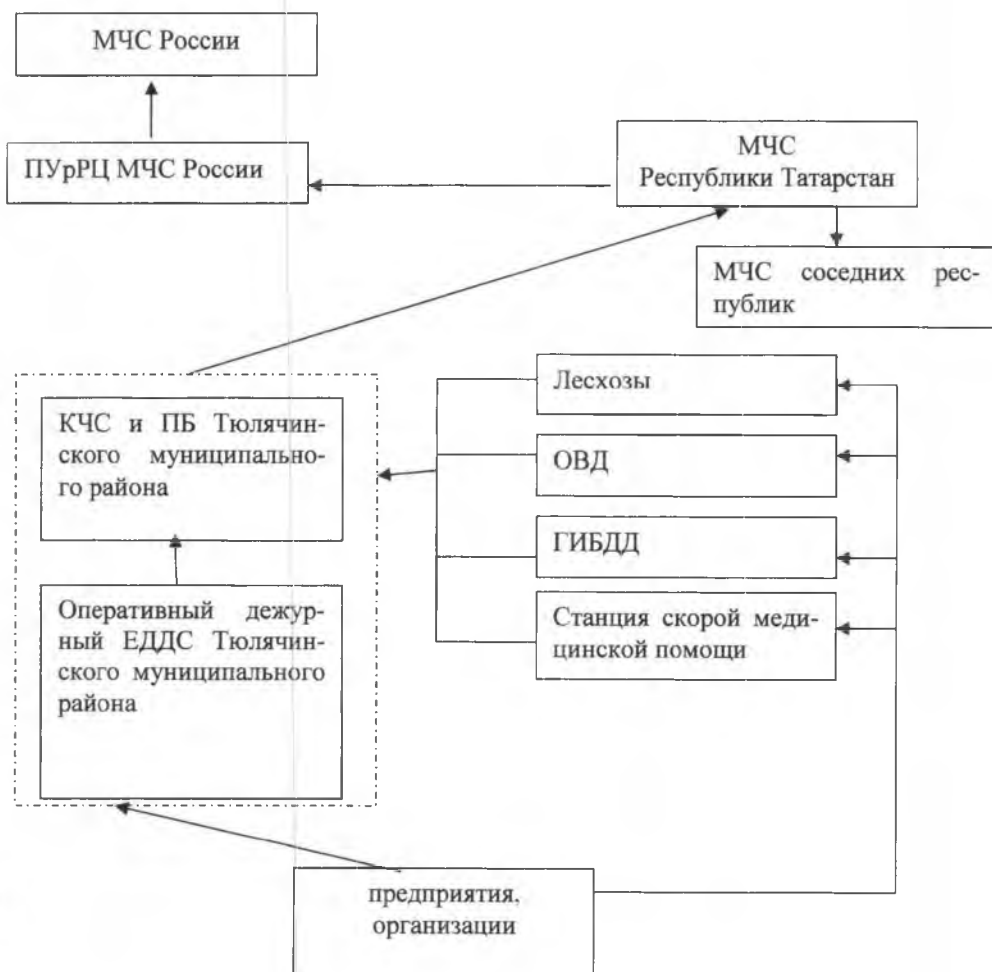 МЧС России
ПУрРЦ МЧС России
МЧС
Республики Татарстан
МЧС соседних рес-
публик
КЧС и ПБ Тюлячин-
ского муниципально-
го района
Оперативный дежур-
ный ЕДДС Тюлячин-
ского муниципального
района
Лесхозы
ОВД
ГИБДД
Станция скорой меди-
цинской помощи
предприятия,
организации